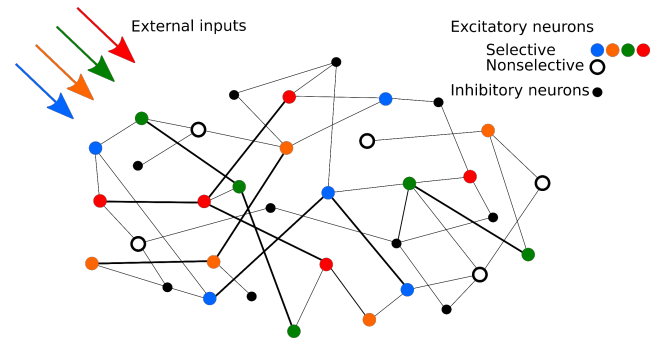 External inputs
Excitatory neurons
Selective
Nonselective
Inhibitory neurons